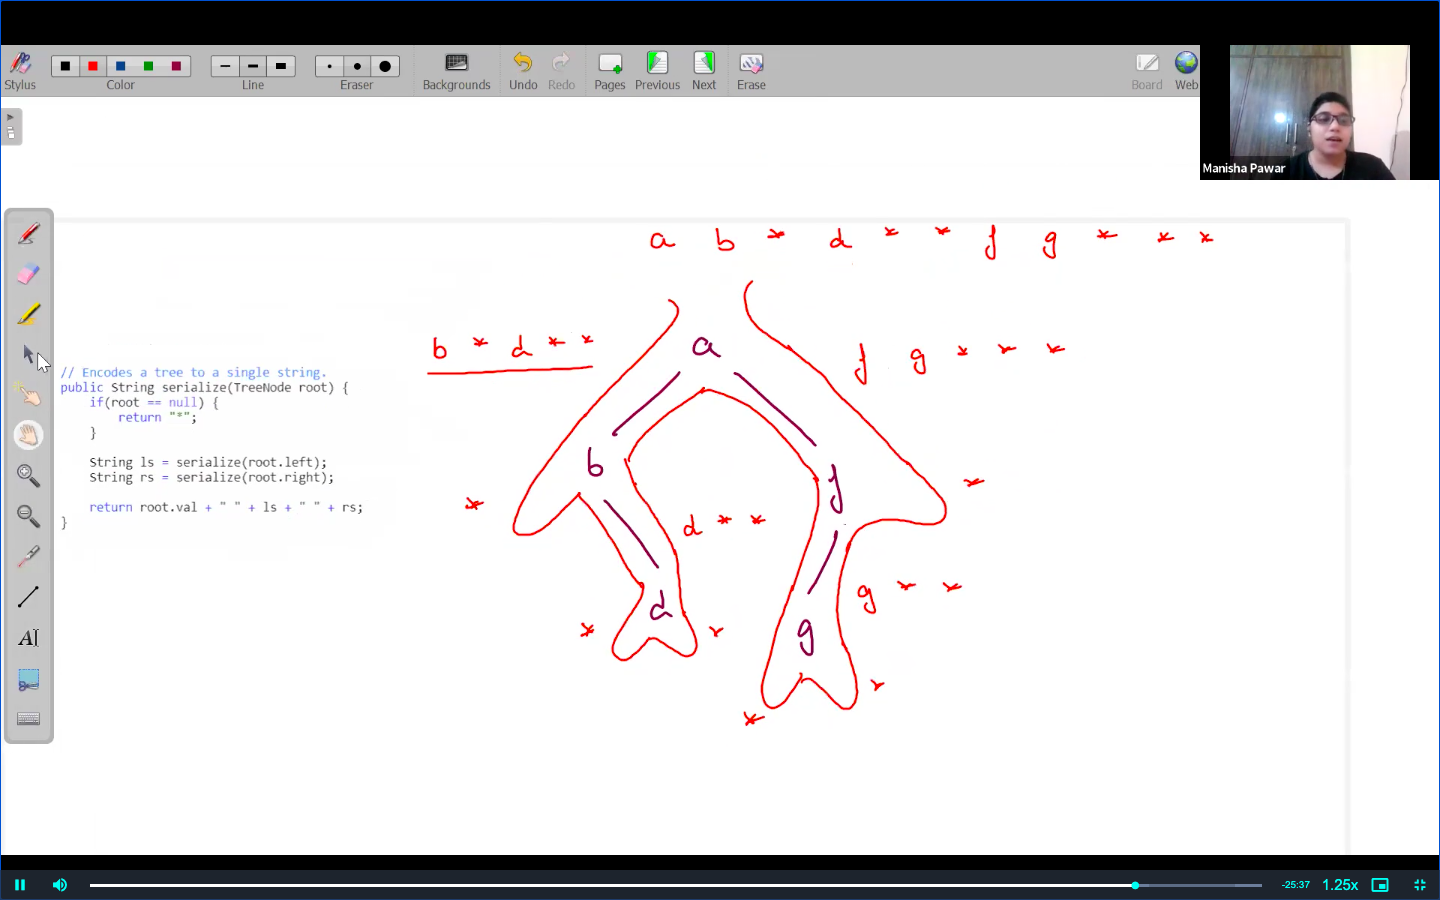 Stylus
Color
Line
Eraser
Backgrounds
Undo
Redo
Pages
Previous
Next
Erase
Board
Web
Manisha Pawar
a b * d * * f g * * *
b * d * *
a
f g * * *
// Encodes a tree to a single string.
public String serialize(TreeNode root) {
if(root == null) {
return "*";
}
String ls = serialize(root.left);
String rs = serialize(root.right);
return root.val + " " + ls + " " + rs;
}
b
f
*
*
d * *
d
g * *
*
*
g
*
*
AI
-25:37
1.25x